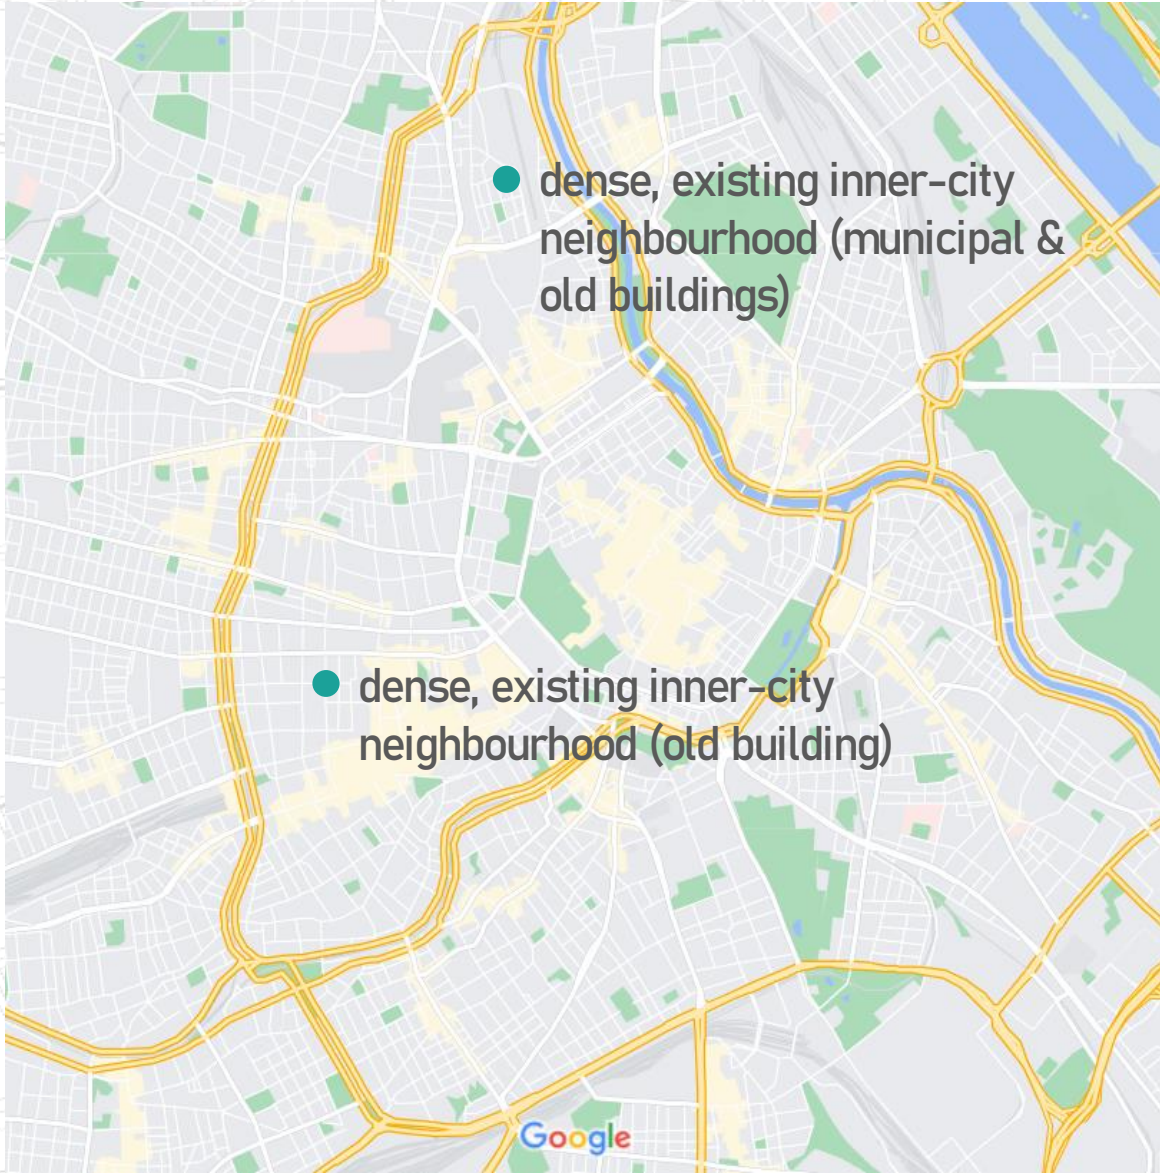 dense, existing inner-city
neighbourhood (municipal &
old buildings)
dense, existing inner-city
neighbourhood (old building)
Google